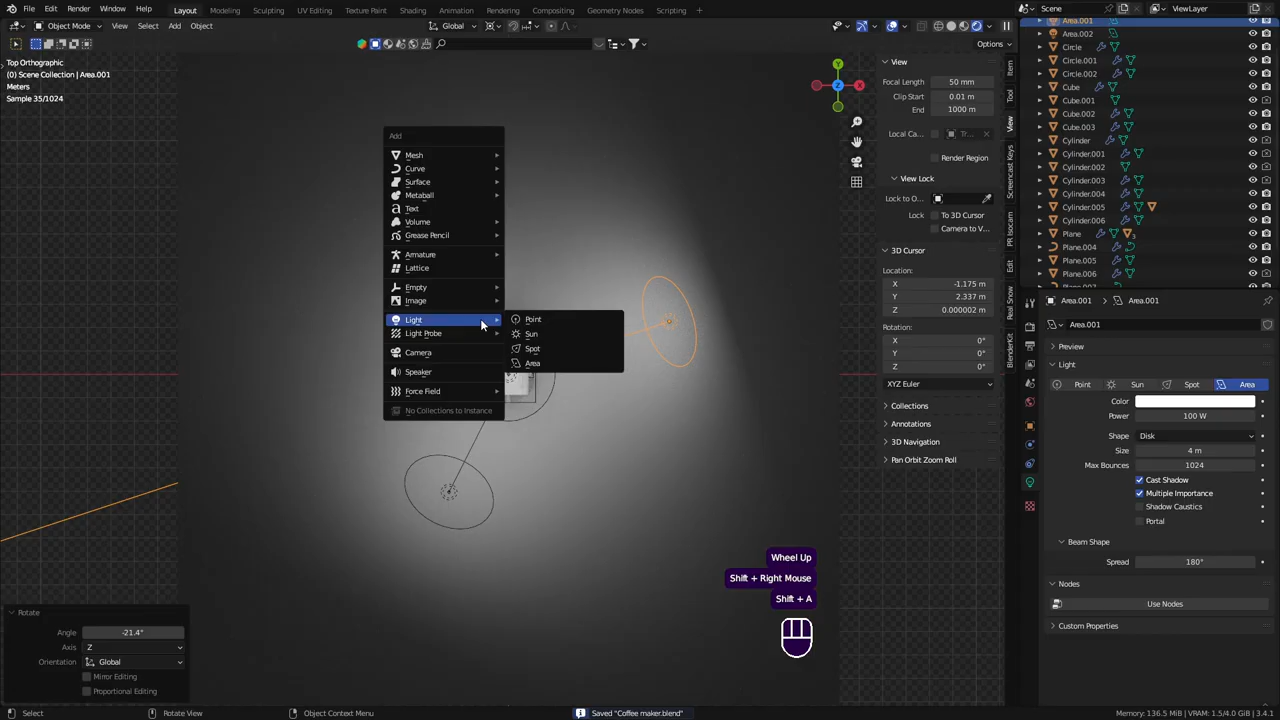 File Edit Render Window Help Layout Modeling Sculpting UV Editing Texture Paint Shading Animation Rendering Compositing Geometry Nodes Scripting Scene ViewLayer
Object Mode View Select Add Object Global
Options
Top Orthographic
(0) Scene Collection | Area.001
Meters
Sample 35/1024
Add
Mesh
Curve
Surface
Metaball
Text
Volume
Grease Pencil
Armature
Lattice
Empty
Image
Light
Light Probe
Camera
Speaker
Force Field
No Collections to Instance
Point
Sun
Spot
Area
Y
X
Z
View
Focal Length 50 mm
Clip Start 0.01 m
End 1000 m
Local Ca...
Render Region
View Lock
Lock to O...
Lock To 3D Cursor
Camera to V...
3D Cursor
Location:
X -1.175 m
Y 2.337 m
Z 0.000002 m
Rotation:
X 0°
Y 0°
Z 0°
XYZ Euler
Collections
Annotations
3D Navigation
Pan Orbit Zoom Roll
Item
Tool
View
Screencast Keys
PR Isocam
Edit
Real Snow
BlenderKit
Area.001
Area.002
Circle
Circle.001
Circle.002
Cube
Cube.001
Cube.002
Cube.003
Cylinder
Cylinder.001
Cylinder.002
Cylinder.003
Cylinder.004
Cylinder.005
Cylinder.006
Plane
Plane.004
Plane.005
Plane.006
Area.001 Area.001
Area.001
Preview
Light
Point Sun Spot Area
Color
Power 100 W
Shape Disk
Size 4 m
Max Bounces 1024
Cast Shadow
Multiple Importance
Shadow Caustics
Portal
Beam Shape
Spread 180°
Nodes
Use Nodes
Custom Properties
Wheel Up
Shift + Right Mouse
Shift + A
Rotate
Angle -21.4°
Axis Z
Orientation Global
Mirror Editing
Proportional Editing
Select Rotate View Object Context Menu Saved "Coffee maker.blend" Memory: 136.5 MiB | VRAM: 1.5/4.0 GiB | 3.4.1